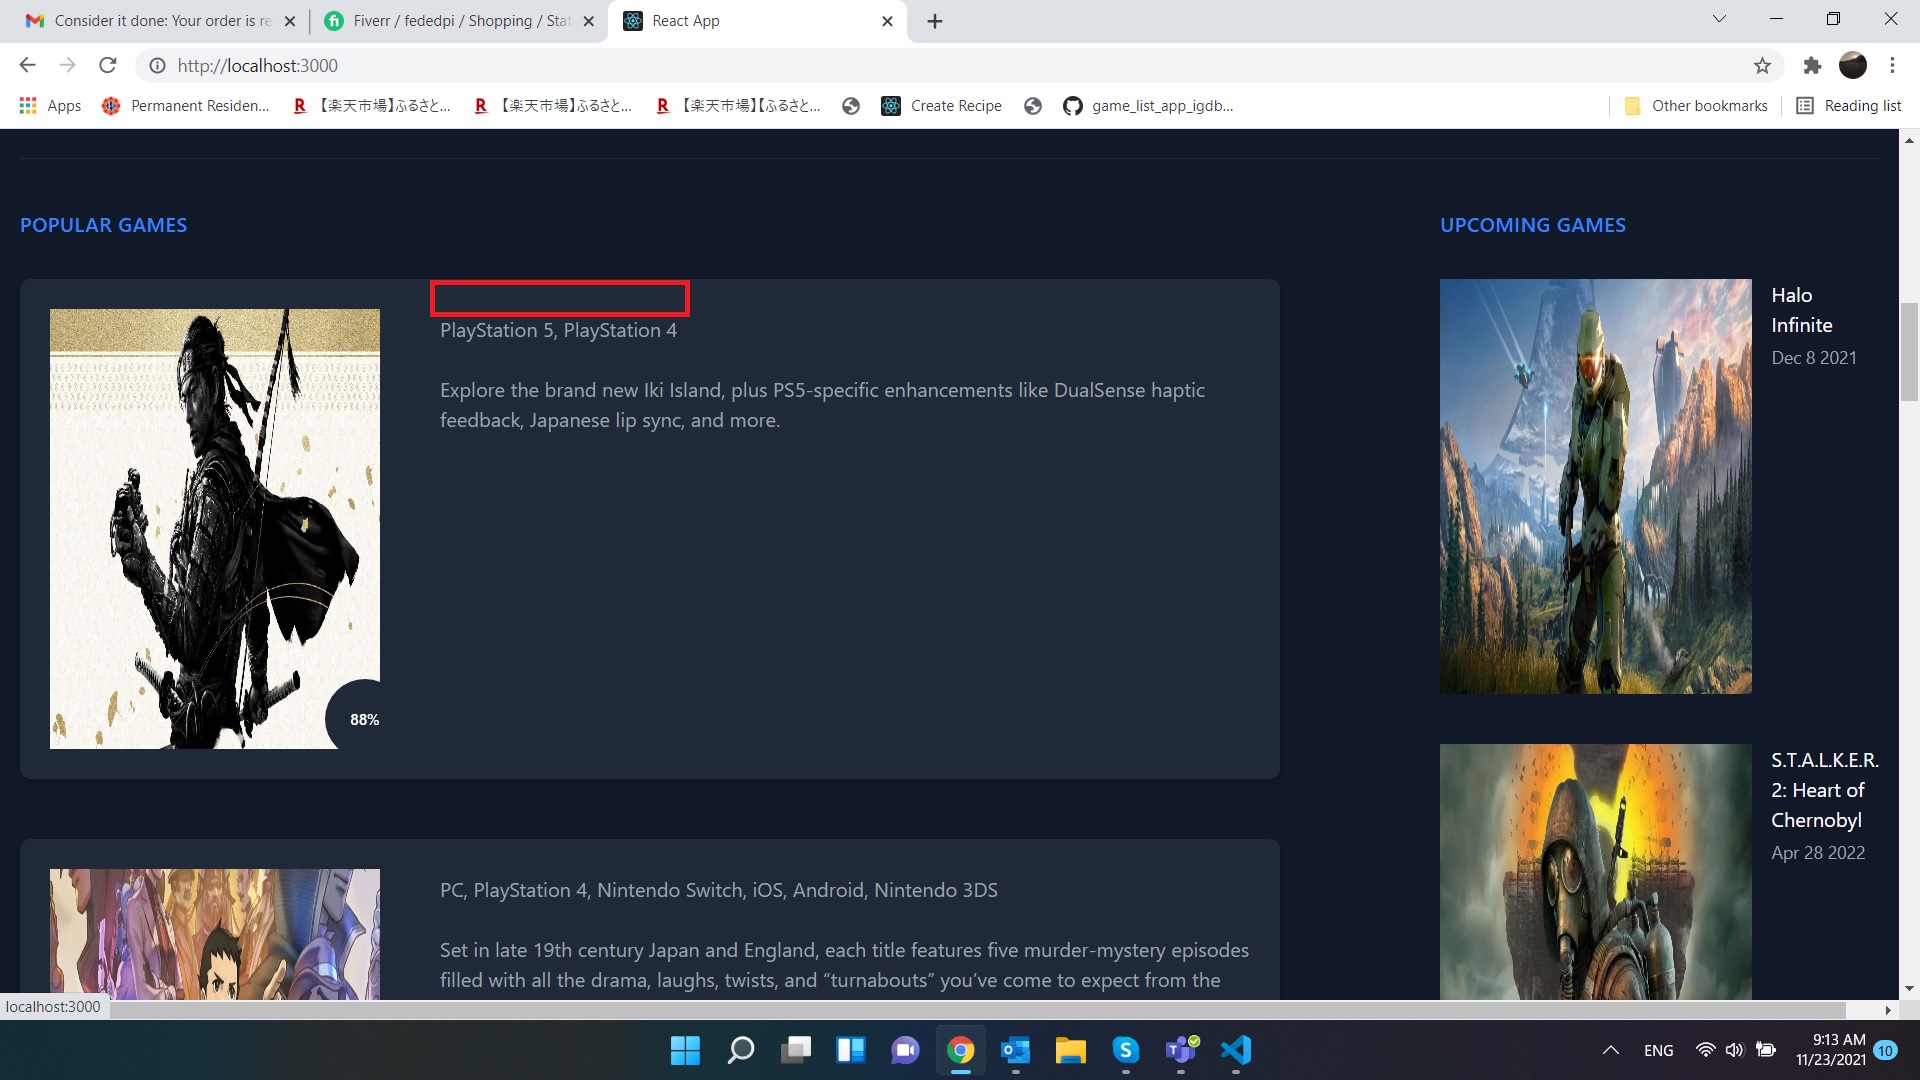 Consider it done: Your order is re
Fiverr / fededpi / Shopping / Stat
React App
http://localhost:3000
Apps
Permanent Residen...
【楽天市場】ふるさと...
【楽天市場】ふるさと...
【楽天市場】【ふるさと...
Create Recipe
game_list_app_igdb...
Other bookmarks
Reading list
POPULAR GAMES
UPCOMING GAMES
PlayStation 5, PlayStation 4
Explore the brand new Iki Island, plus PS5-specific enhancements like DualSense haptic
feedback, Japanese lip sync, and more.
88%
Halo
Infinite
Dec 8 2021
S.T.A.L.K.E.R.
2: Heart of
Chernobyl
Apr 28 2022
PC, PlayStation 4, Nintendo Switch, iOS, Android, Nintendo 3DS
Set in late 19th century Japan and England, each title features five murder-mystery episodes
filled with all the drama, laughs, twists, and “turnabouts” you’ve come to expect from the
localhost:3000
ENG
9:13 AM
11/23/2021
10